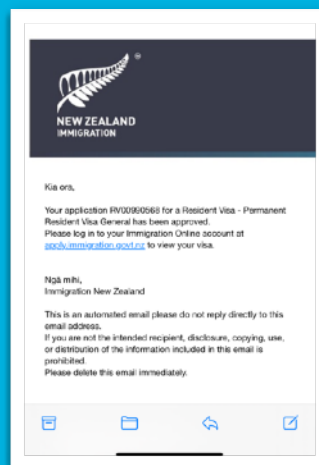 NEW ZEALAND
IMMIGRATION
Kia ora,
Your application RV00990568 for a Resident Visa - Permanent
Resident Visa General has been approved.
Please log in to your Immigration Online account at
apply.immigration.govt.nz to view your visa.
Ngā mihi,
Immigration New Zealand
This is an automated email please do not reply directly to this
email address.
If you are not the intended recipient, disclosure, copying, use,
or distribution of the information included in this email is
prohibited.
Please delete this email immediately.